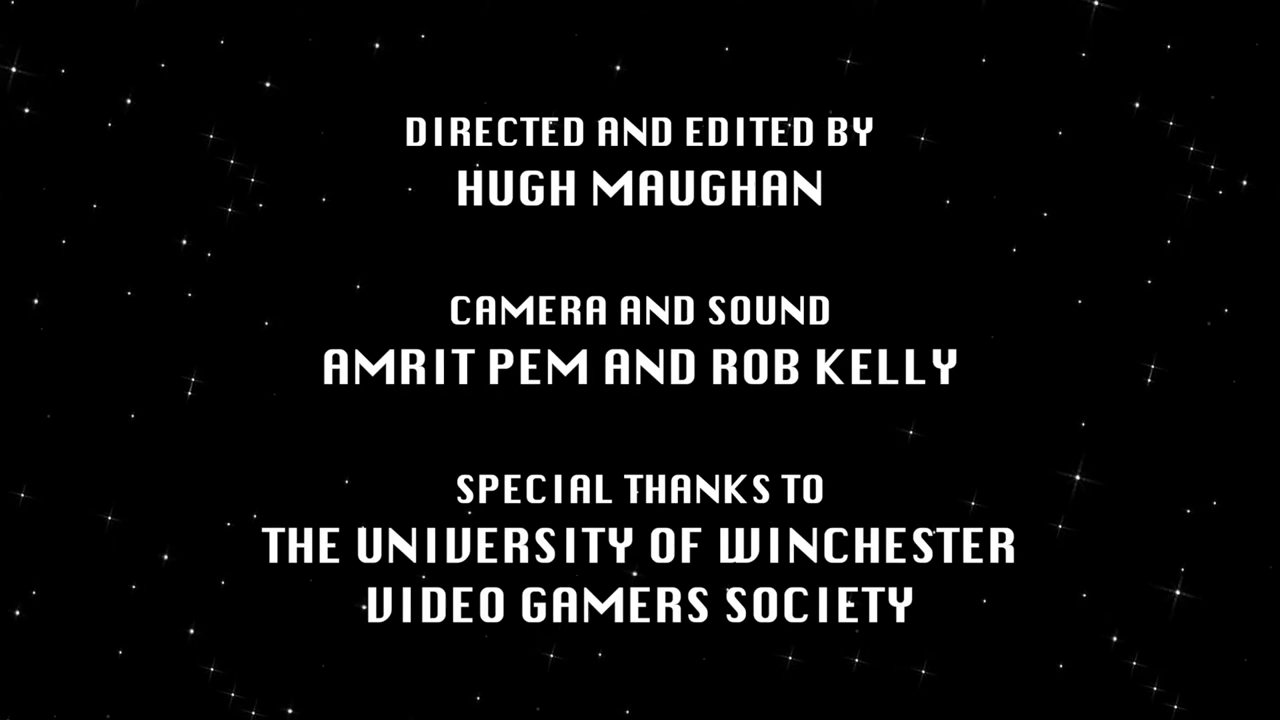 DIRECTED AND EDITED BY
HUGH MAUGHAN
CAMERA AND SOUND
AMRIT PEM AND ROB KELLY
SPECIAL THANKS TO
THE UNIVERSITY OF WINCHESTER
VIDEO GAMERS SOCIETY